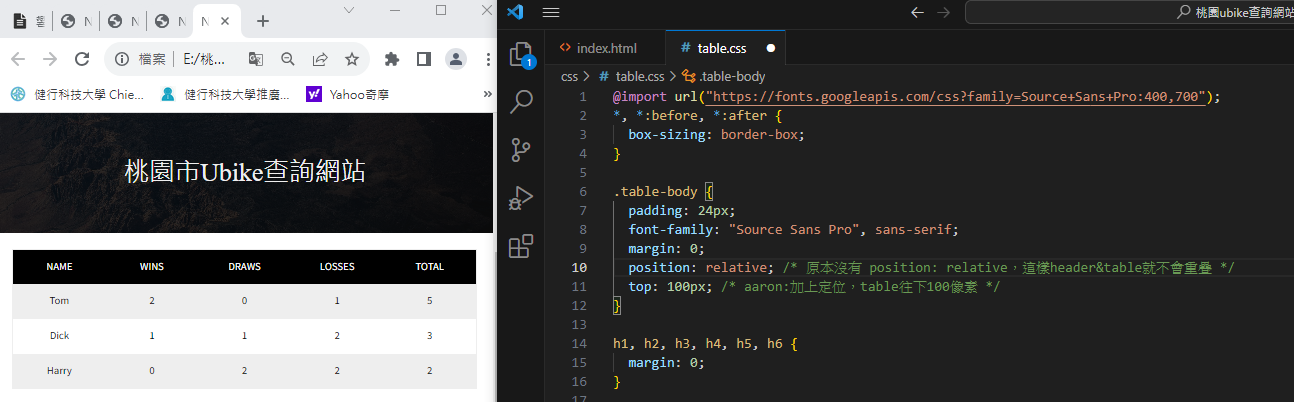 檔案
E:/桃...
健行科技大學 Chie...
健行科技大學推廣...
Yahoo奇摩
»
桃園市Ubike查詢網站
NAME WINS DRAWS LOSSES TOTAL
Tom 2 0 1 5
Dick 1 1 2 3
Harry 0 2 2 2
桃園ubike查詢網站
1
index.html
# table.css
css > # table.css > .table-body
1 @import url("https://fonts.googleapis.com/css?family=Source+Sans+Pro:400,700");
2 *, *:before, *:after {
3 box-sizing: border-box;
4 }
5
6 .table-body {
7 padding: 24px;
8 font-family: "Source Sans Pro", sans-serif;
9 margin: 0;
10 position: relative; /* 原本沒有 position: relative，這樣header&table就不會重疊 */
11 top: 100px; /* aaron:加上定位，table往下100像素 */
12 }
13
14 h1, h2, h3, h4, h5, h6 {
15 margin: 0;
16 }
17